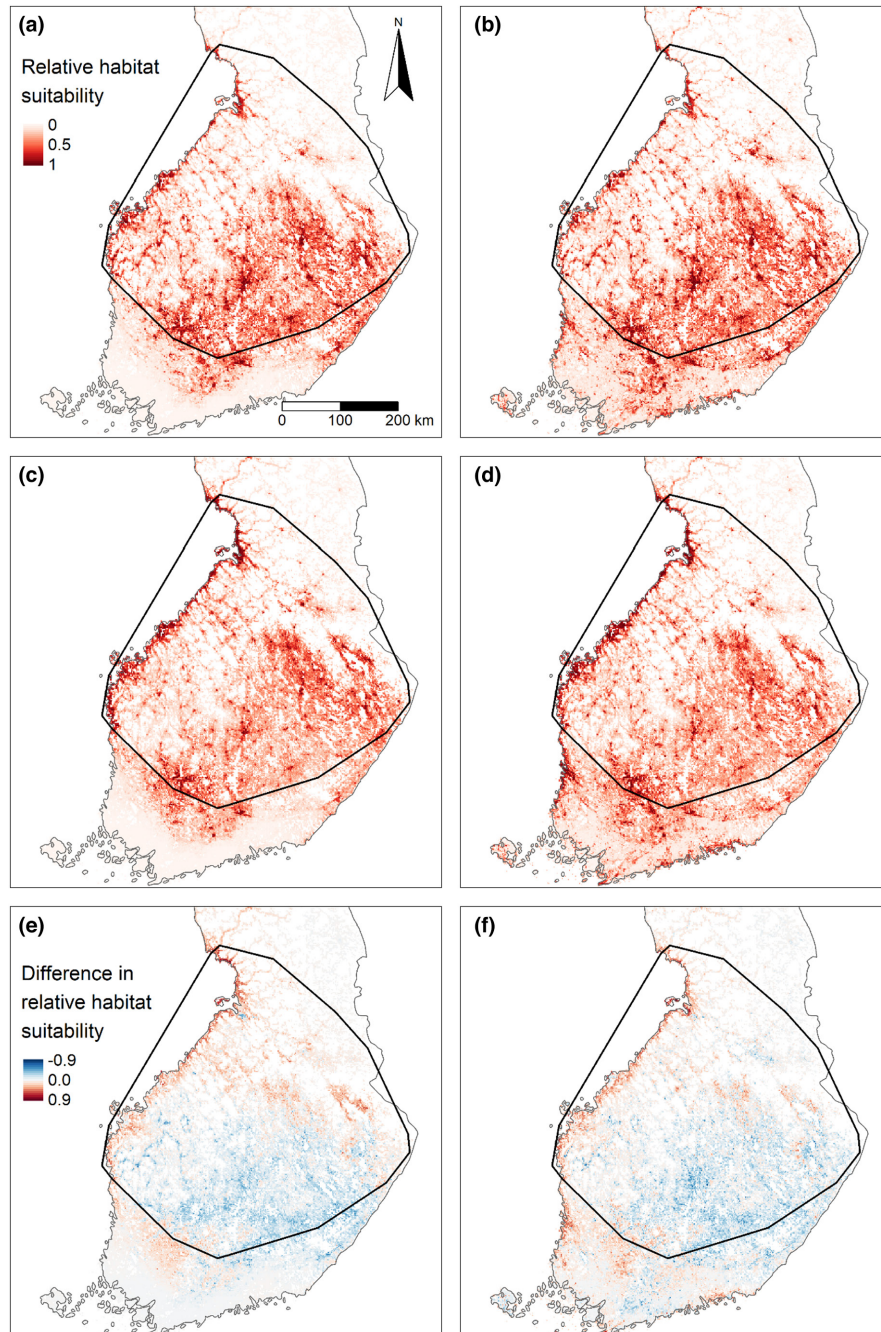 (a)
N
Relative habitat
suitability
0
0.5
1
0 100 200 km
(b)
(c)
(d)
(e)
Difference in
relative habitat
suitability
-0.9
0.0
0.9
(f)